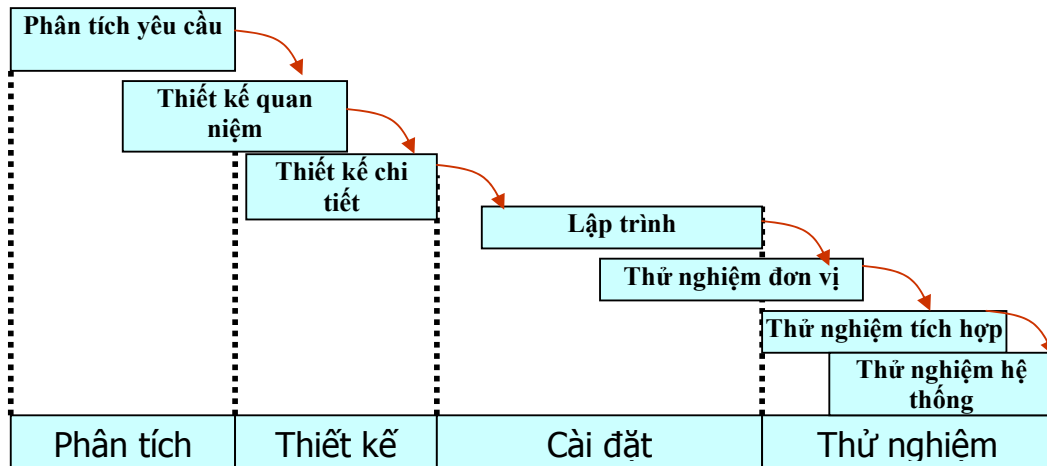 Phân tích yêu cầu
Thiết kế quan
niệm
Thiết kế chi
tiết
Lập trình
Thử nghiệm đơn vị
Thử nghiệm tích hợp
Thử nghiệm hệ
thống
Phân tích
Thiết kế
Cài đặt
Thử nghiệm